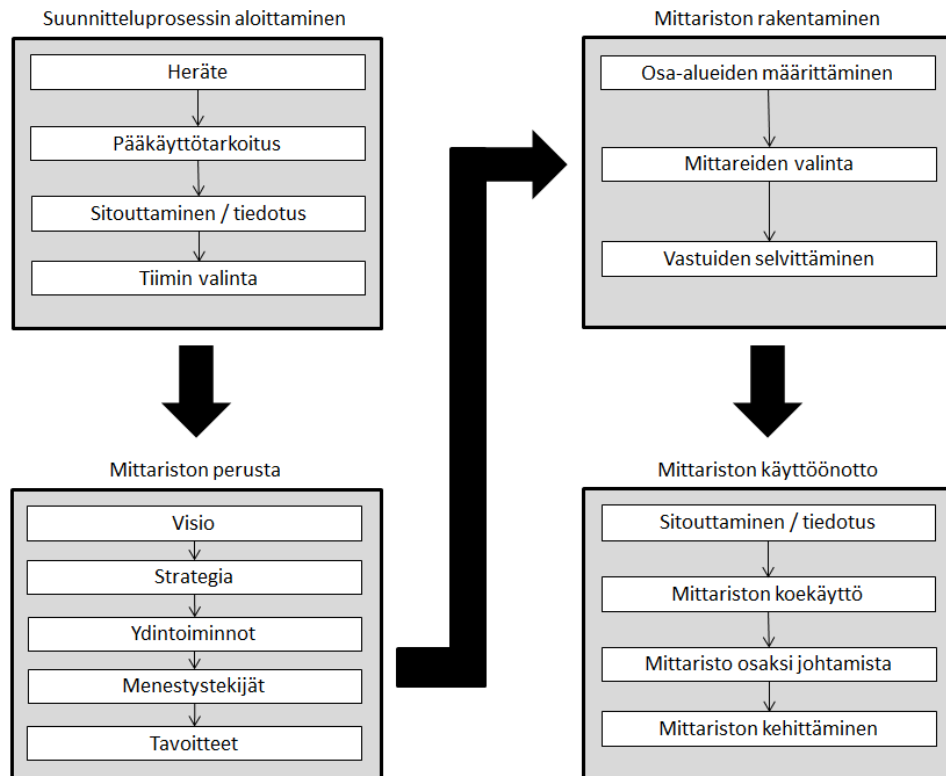 Suunnitteluprosessin aloittaminen
Heräte
Pääkäyttötarkoitus
Sitouttaminen / tiedotus
Tiimin valinta
Mittariston perusta
Visio
Strategia
Ydintoiminnot
Menestystekijät
Tavoitteet
Mittariston rakentaminen
Osa-alueiden määrittäminen
Mittareiden valinta
Vastuiden selvittäminen
Mittariston käyttöönotto
Sitouttaminen / tiedotus
Mittariston koekäyttö
Mittaristo osaksi johtamista
Mittariston kehittäminen